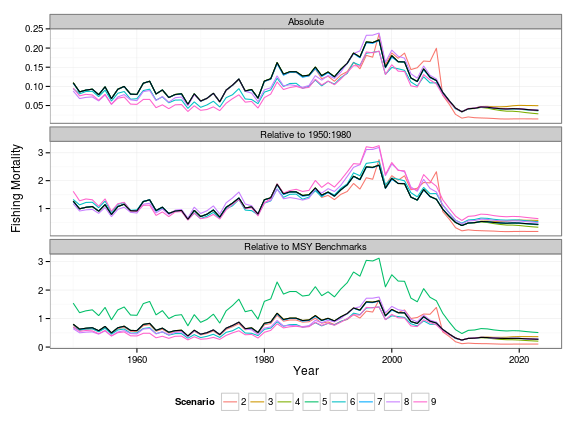 Absolute
0.25
0.20
0.15
0.10
0.05
Relative to 1950:1980
3
2
1
Relative to MSY Benchmarks
3
2
1
0
1960 1980 2000 2020
Year
Fishing Mortality
Scenario 2 3 4 5 6 7 8 9